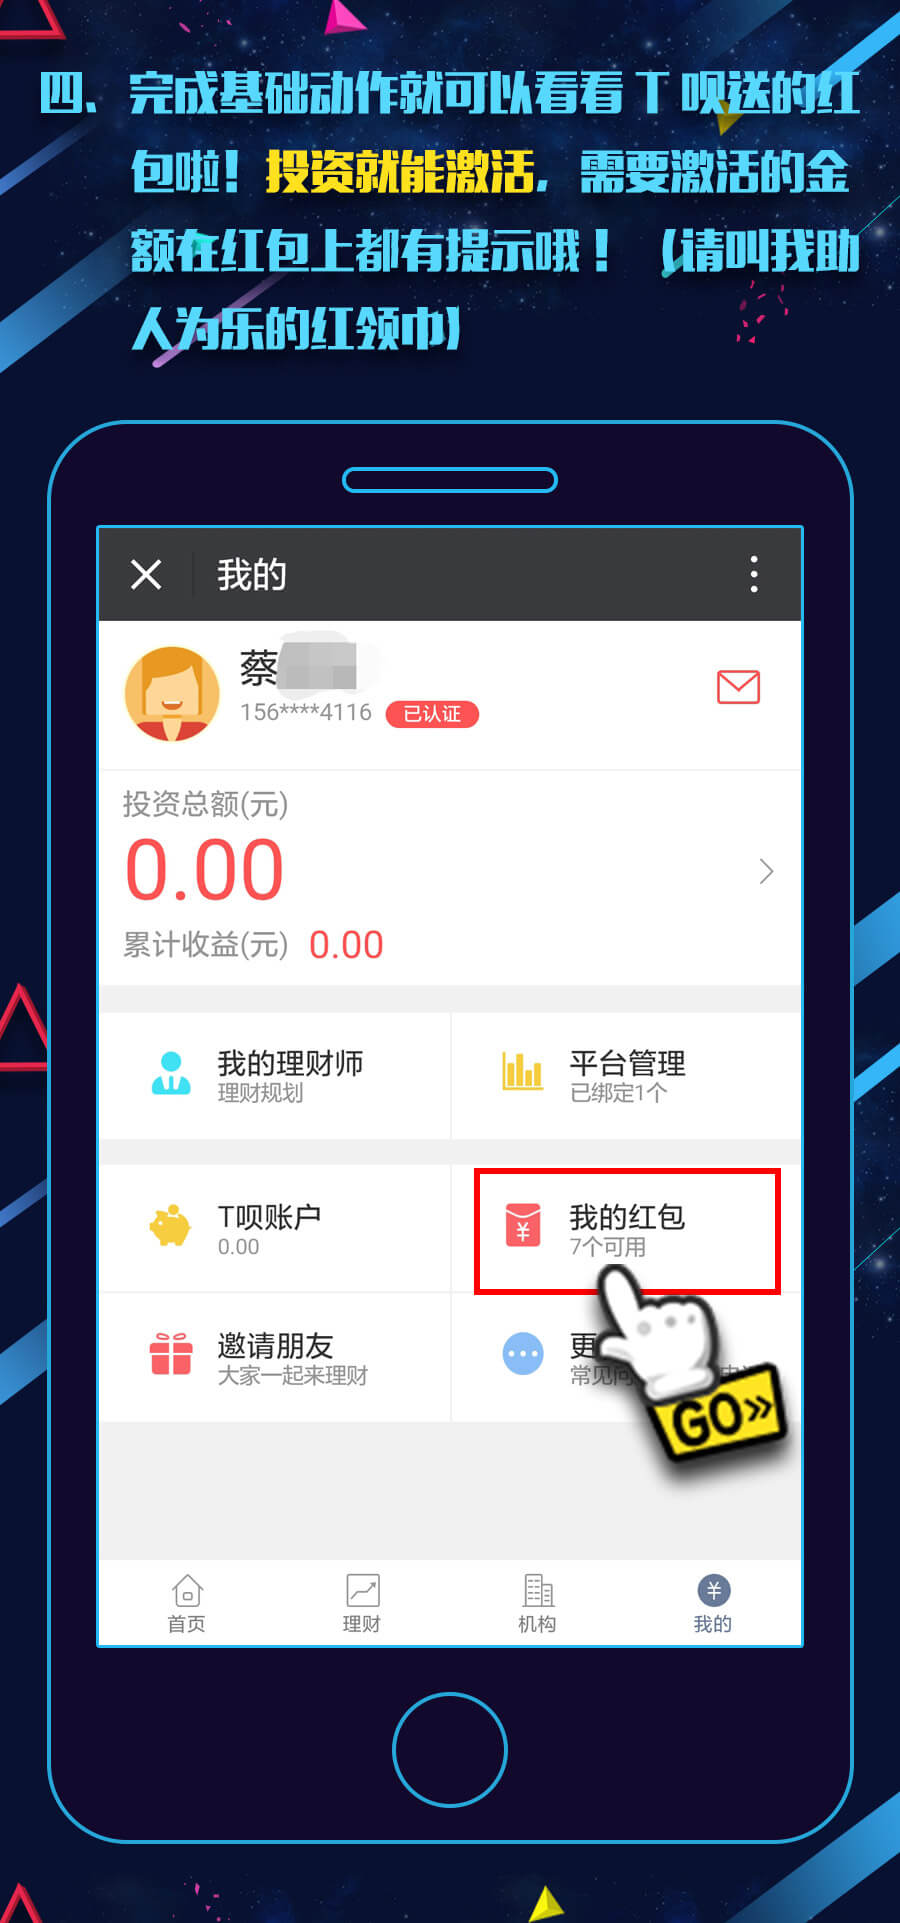 四、完成基础动作就可以看看 T 呗送的红
包啦！投资就能激活，需要激活的金
额在红包上都有提示哦！（请叫我助
人为乐的红领巾）
我的
蔡
156****4116 已认证
投资总额(元)
0.00
累计收益(元) 0.00
我的理财师
理财规划
平台管理
已绑定1个
T呗账户
0.00
我的红包
¥
7个可用
邀请朋友
大家一起来理财
更
常见问
GO»
首页
理财
机构
¥
我的